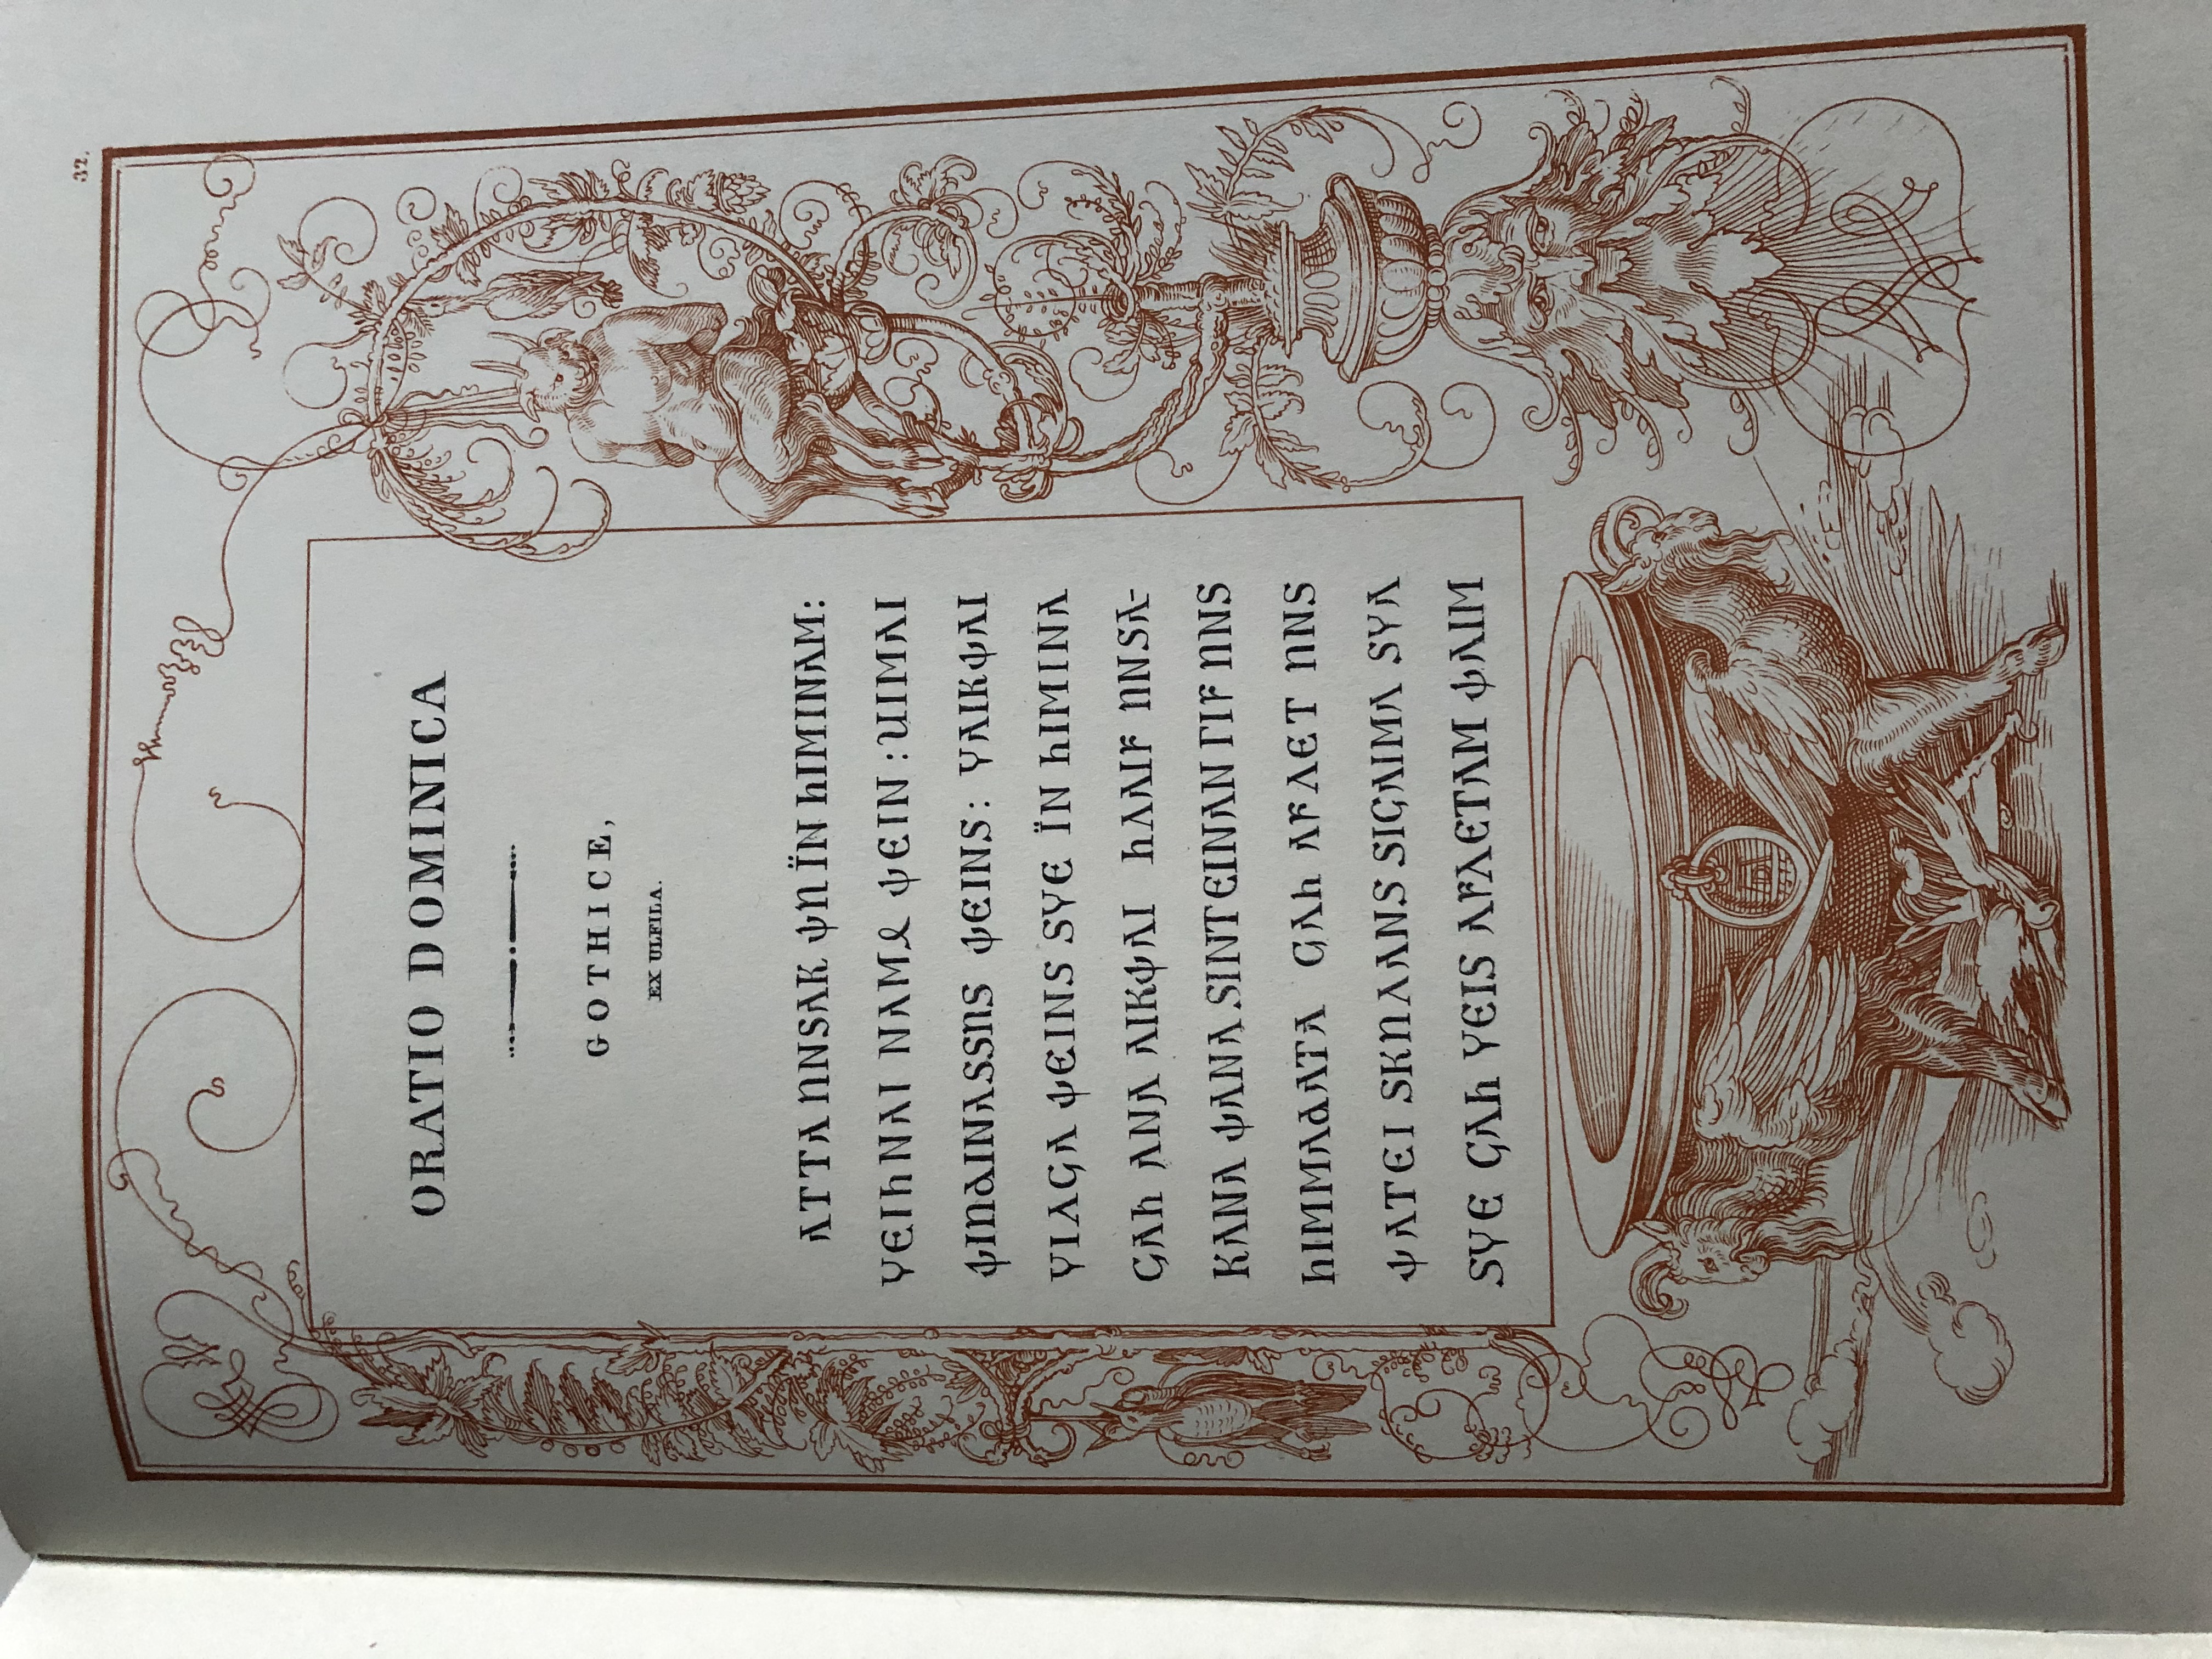 32.
ORATIO DOMINICA
GOTHICE,
EX ULFILA.
𐌰𐍄𐍄𐌰 𐌿𐌽𐍃𐌰𐍂 𐌸𐌿 𐌹̈𐌽 𐌷𐌹𐌼𐌹𐌽𐌰𐌼:
𐍅𐌴𐌹𐌷𐌽𐌰𐌹 𐌽𐌰𐌼𐍉 𐌸𐌴𐌹𐌽 : 𐌵𐌹𐌼𐌰𐌹
𐌸𐌹𐌿𐌳𐌹𐌽𐌰𐍃𐍃𐌿𐍃 𐌸𐌴𐌹𐌽𐍃: 𐍅𐌰𐌹𐍂𐌸𐌰𐌹
𐍅𐌹𐌻𐌾𐌰 𐌸𐌴𐌹𐌽𐍃 𐍃𐍅𐌴 𐌹̈𐌽 𐌷𐌹𐌼𐌹𐌽𐌰
𐌾𐌰𐌷 𐌰𐌽𐌰 𐌰𐌹𐍂𐌸𐌰𐌹 𐌷𐌻𐌰𐌹𐍆 𐌿𐌽𐍃𐌰-
𐍂𐌰𐌽𐌰 𐌸𐌰𐌽𐌰 𐍃𐌹𐌽𐍄𐌴𐌹𐌽𐌰𐌽 𐌲𐌹𐍆 𐌿𐌽𐍃
𐌷𐌹𐌼𐌼𐌰𐌳𐌰𐍄𐌰 𐌾𐌰𐌷 𐌰𐍆𐌻𐌴𐍄 𐌿𐌽𐍃
𐌸𐌰𐍄𐌴𐌹 𐍃𐌺𐌿𐌻𐌰𐌽𐍃 𐍃𐌹𐌾𐌰𐌹𐌼𐌰 𐍃𐍅𐌰
𐍃𐍅𐌴 𐌾𐌰𐌷 𐍅𐌴𐌹𐍃 𐌰𐍆𐌻𐌴𐍄𐌰𐌼 𐌸𐌰𐌹𐌼